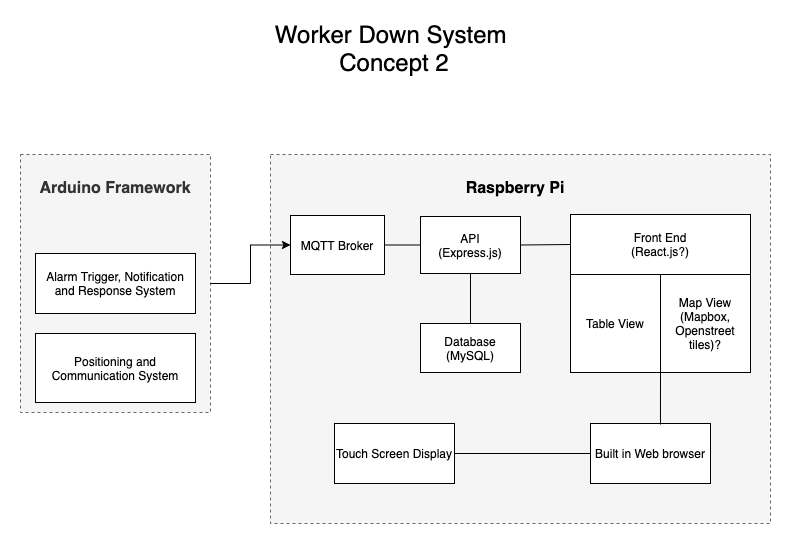 Worker Down System
Concept 2
Arduino Framework
Raspberry Pi
Alarm Trigger, Notification
and Response System
Positioning and
Communication System
MQTT Broker
API
(Express.js)
Database
(MySQL)
Front End
(React.js?)
Table View
Map View
(Mapbox,
Openstreet
tiles)?
Touch Screen Display
Built in Web browser